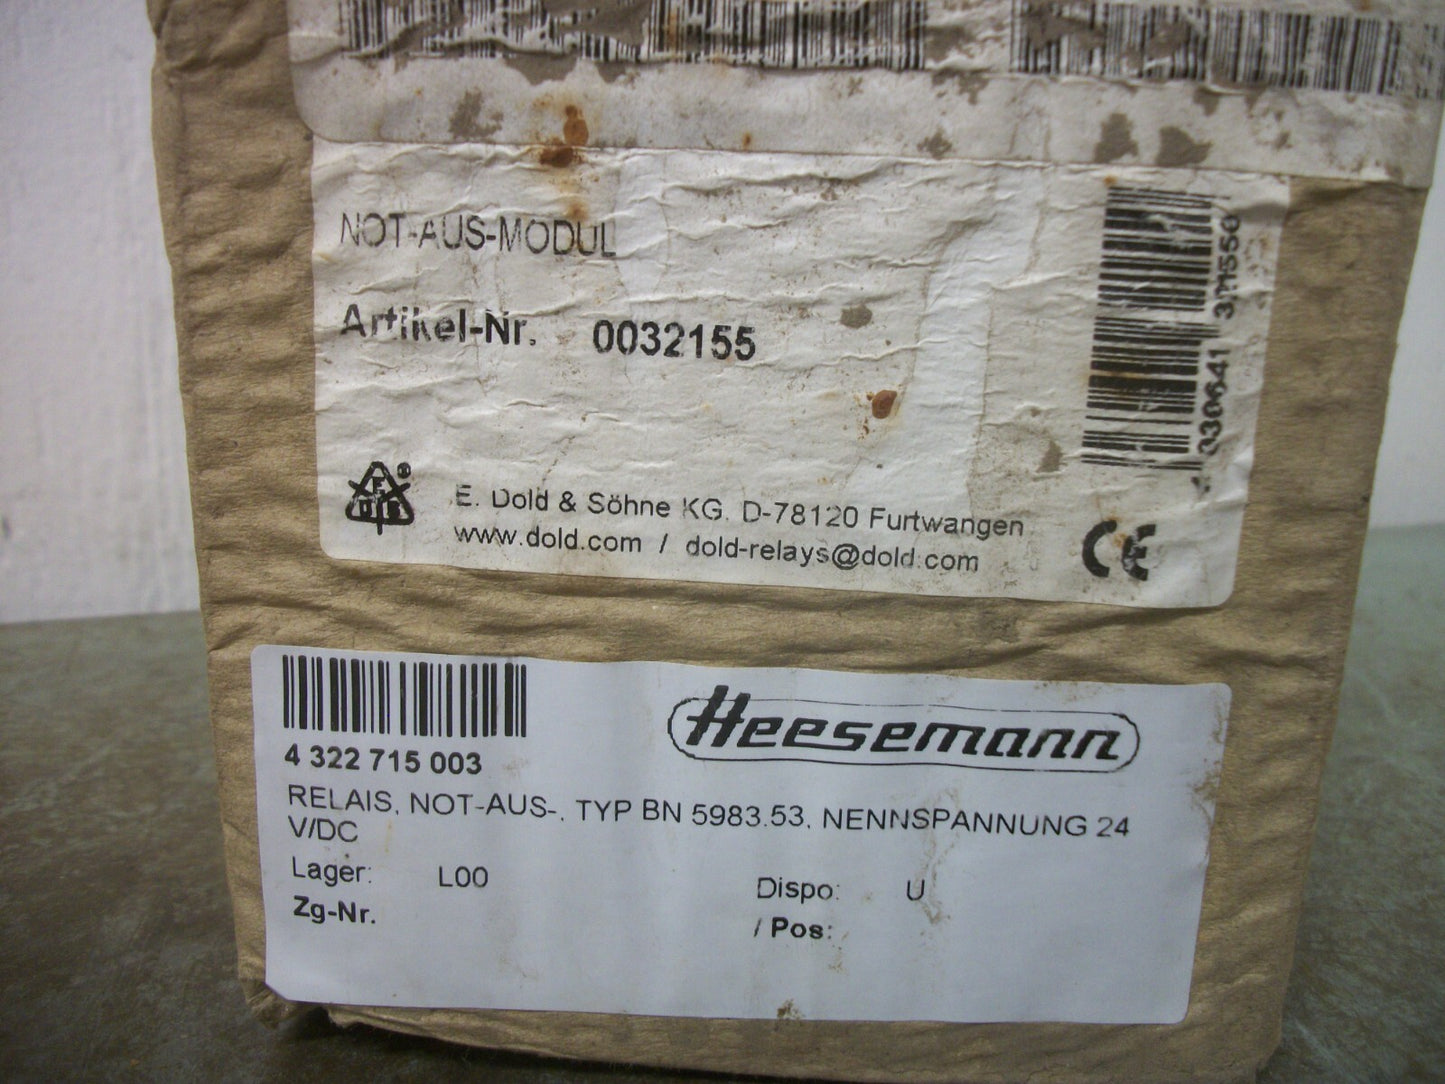 NOT-AUS-MODUL
Artikel-Nr. 0032155
E. Dold & Söhne KG. D-78120 Furtwangen
www.dold.com / dold-relays@dold.com
CE
Heesemann
4 322 715 003
RELAIS, NOT-AUS-, TYP BN 5983.53, NENNSPANNUNG 24
V/DC
Lager: L00
Dispo: U
Zg-Nr.
/ Pos: